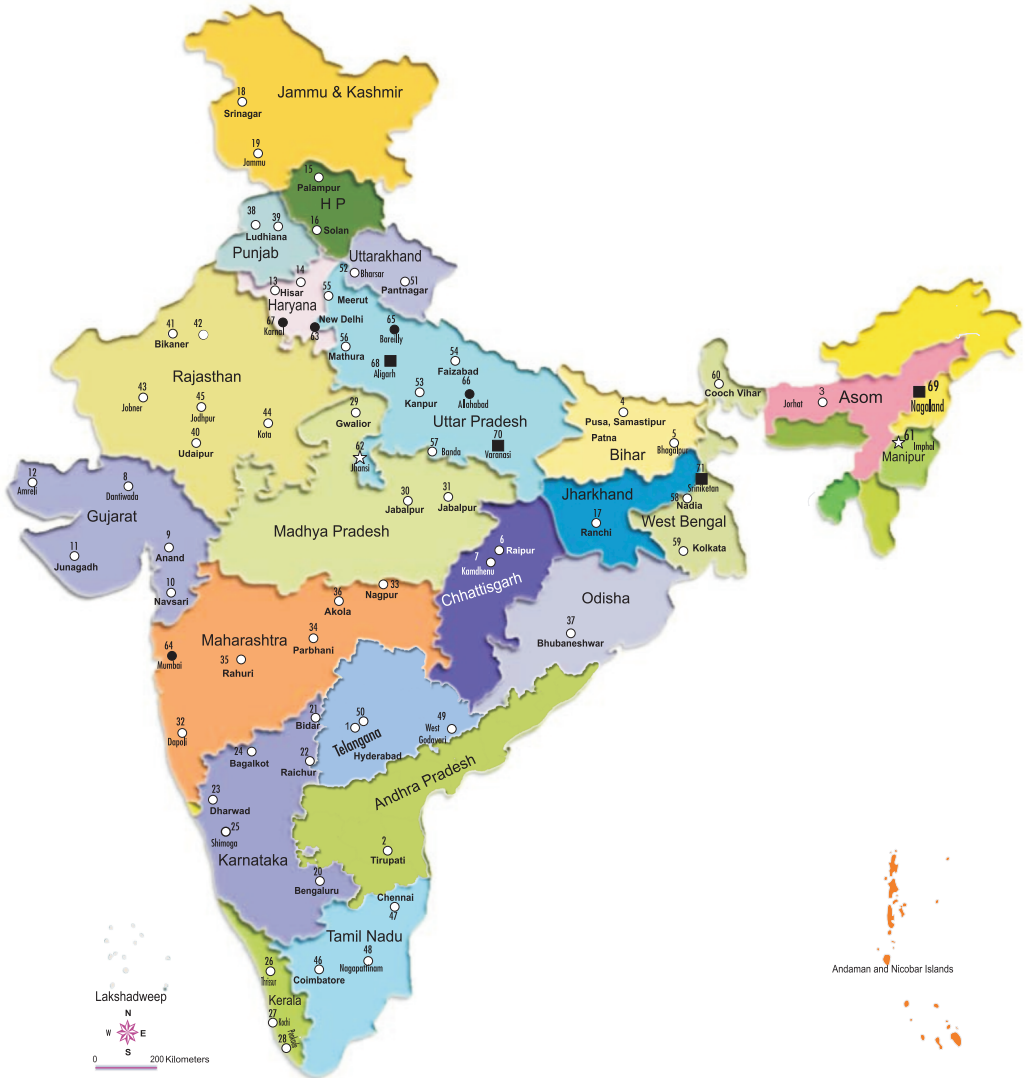 18
Srinagar
Jammu & Kashmir
19
Jammu
15
Palampur
H P
16
Solan
38
39
Ludhiana
Punjab
Uttarakhand
52
Bharsar
51
Pantnagar
14
13
Hisar
Haryana
55
Meerut
New Delhi
67
Karnal
63
65
Bareilly
56
Mathura
68
Aligarh
54
Faizabad
53
Kanpur
66
Allahabad
Uttar Pradesh
70
Varanasi
57
Banda
41
42
Bikaner
Rajasthan
43
Jobner
45
Jodhpur
44
Kota
40
Udaipur
29
Gwalior
62
Jhansi
60
Cooch Vihar
3
Jorhat
Asom
69
Nagaland
61
Imphal
Manipur
4
Pusa, Samastipur
Patna
5
Bhagalpur
Bihar
71
Sriniketan
58
Nadia
Jharkhand
17
Ranchi
West Bengal
59
Kolkata
12
Amreli
8
Dantiwada
Gujarat
11
Junagadh
9
Anand
10
Navsari
30
Jabalpur
31
Jabalpur
Madhya Pradesh
6
Raipur
7
Kamdhenu
Chhattisgarh
Odisha
37
Bhubaneshwar
33
Nagpur
36
Akola
Maharashtra
34
Parbhani
64
Mumbai
35
Rahuri
32
Dapoli
21
Bidar
50
1
Telangana
Hyderabad
49
West
Godavari
24
Bagalkot
22
Raichur
Andhra Pradesh
23
Dharwad
25
Shimoga
Karnataka
2
Tirupati
20
Bengaluru
Chennai
47
Tamil Nadu
48
Nagapattinam
46
Coimbatore
26
Thrisur
Kerala
27
Kochi
28
Lakshadweep
N
W
E
S
0
200 Kilometers
Andaman and Nicobar Islands